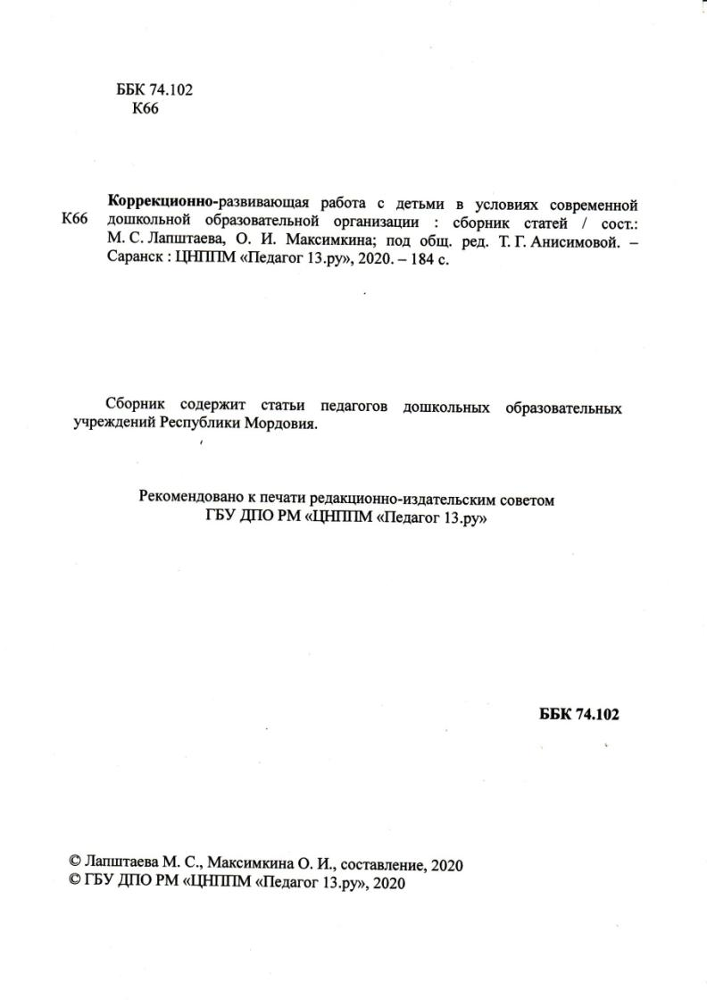 ББК 74.102
К66
Коррекционно-развивающая работа с детьми в условиях современной
К66 дошкольной образовательной организации : сборник статей / сост.:
М. С. Лапштаева, О. И. Максимкина; под общ. ред. Т. Г. Анисимовой. –
Саранск : ЦНППМ «Педагог 13.ру», 2020. – 184 с.
Сборник содержит статьи педагогов дошкольных образовательных
учреждений Республики Мордовия.
Рекомендовано к печати редакционно-издательским советом
ГБУ ДПО РМ «ЦНППМ «Педагог 13.ру»
ББК 74.102
© Лапштаева М. С., Максимкина О. И., составление, 2020
© ГБУ ДПО РМ «ЦНППМ «Педагог 13.ру», 2020